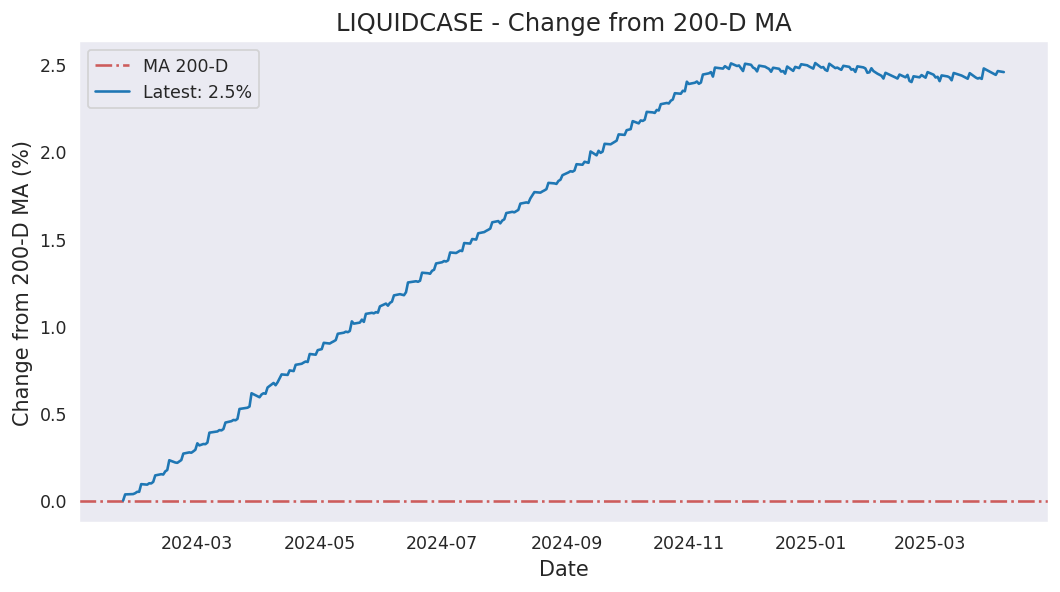 LIQUIDCASE - Change from 200-D MA
MA 200-D
Latest: 2.5%
Change from 200-D MA (%)
2.5
2.0
1.5
1.0
0.5
0.0
2024-03 2024-05 2024-07 2024-09 2024-11 2025-01 2025-03
Date